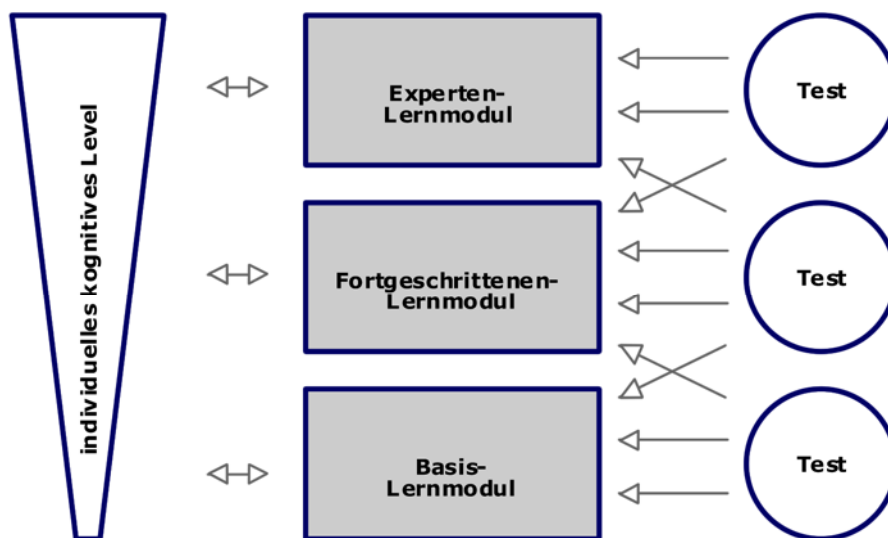 individuelles kognitives Level
Experten-
Lernmodul
Test
Fortgeschrittenen-
Lernmodul
Test
Basis-
Lernmodul
Test